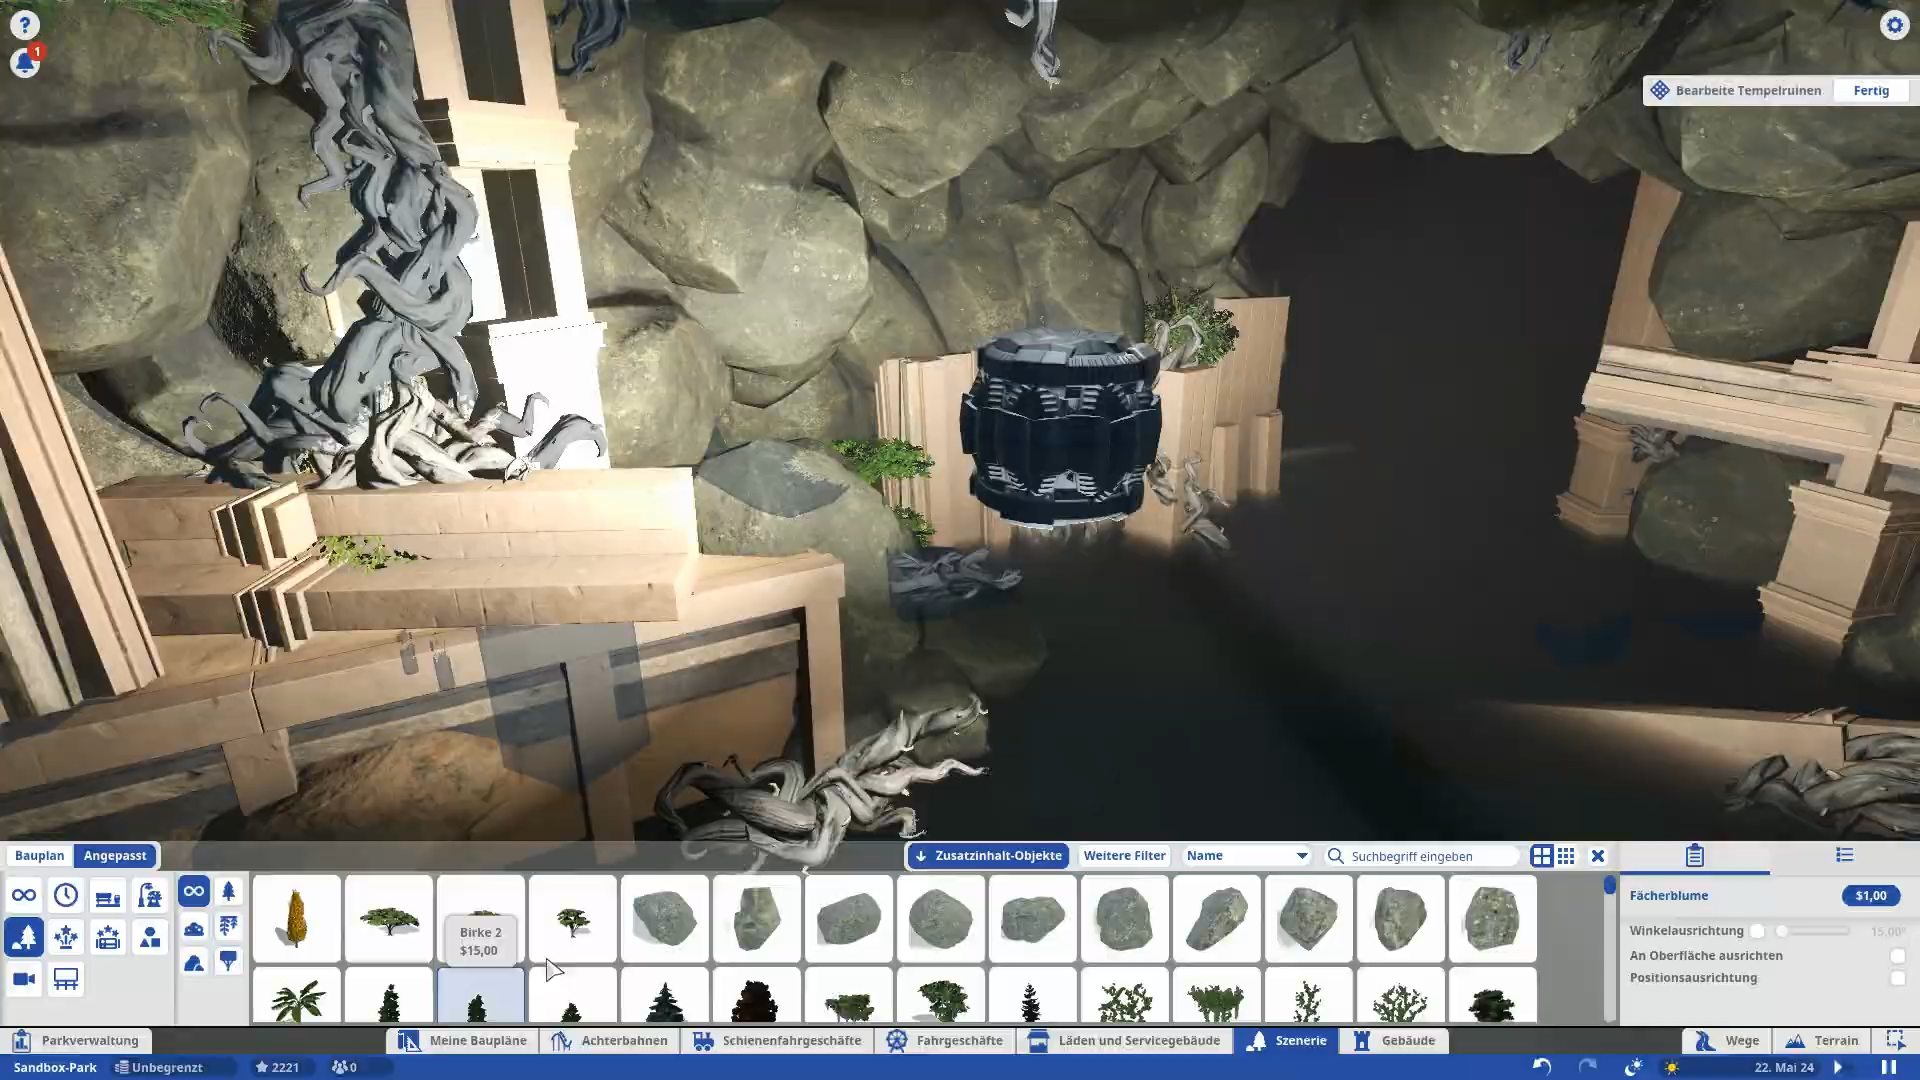 ?
1
Bearbeite Tempelruinen
Fertig
Bauplan
Angepasst
Zusatzinhalt-Objekte
Weitere Filter
Name
Suchbegriff eingeben
Birke 2
$15,00
Fächerblume
$1,00
Winkelausrichtung
15,00°
An Oberfläche ausrichten
Positionsausrichtung
Parkverwaltung
Meine Baupläne
Achterbahnen
Schienenfahrgeschäfte
Fahrgeschäfte
Läden und Servicegebäude
Szenerie
Gebäude
Wege
Terrain
Sandbox-Park
Unbegrenzt
2221
0
22. Mai 24